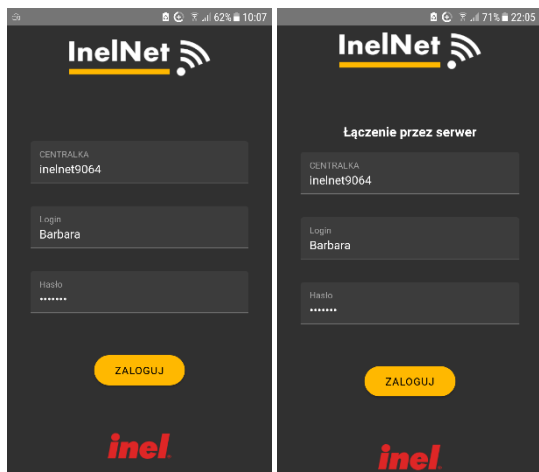 62% 10:07
InelNet
CENTRALKA
inelnet9064
Login
Barbara
Hasło
•••••••
ZALOGUJ
inel.
71% 22:05
InelNet
Łączenie przez serwer
CENTRALKA
inelnet9064
Login
Barbara
Hasło
•••••••
ZALOGUJ
inel.